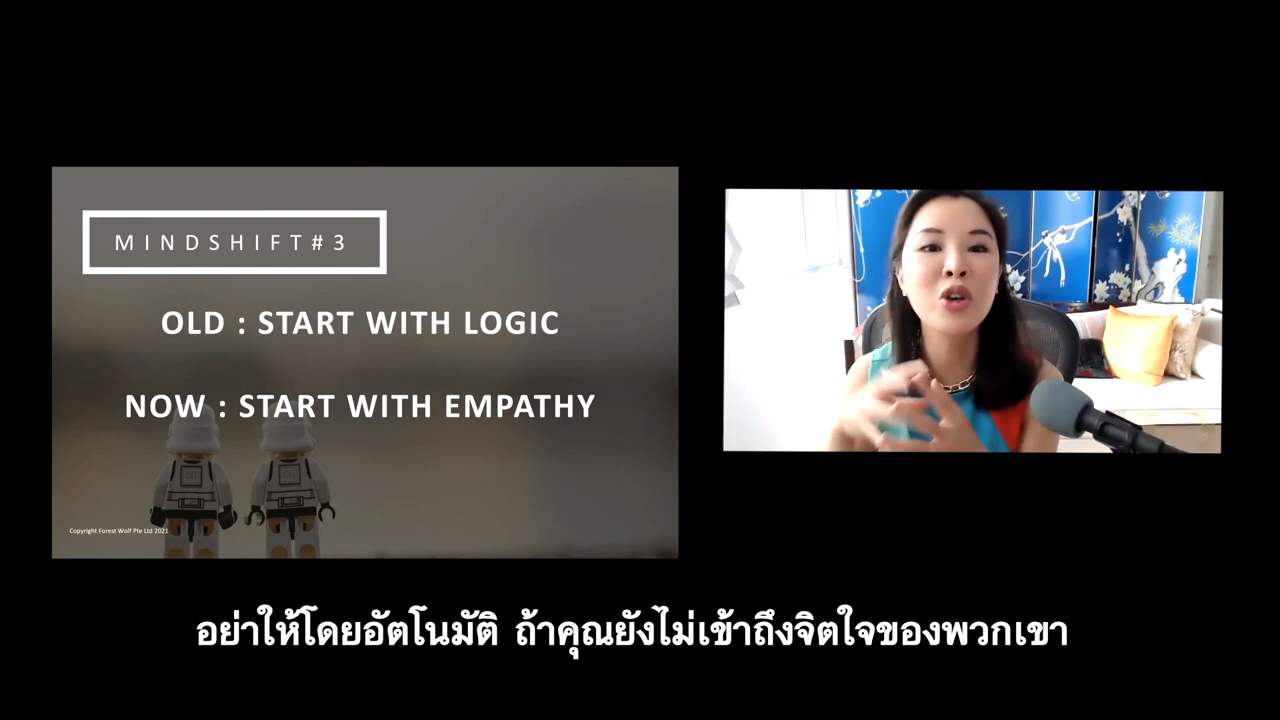 MINDSHIFT#3
OLD : START WITH LOGIC
NOW : START WITH EMPATHY
Copyright Forest Wolf Pte Ltd 2021
อย่าให้โดยอัตโนมัติ ถ้าคุณยังไม่เข้าถึงจิตใจของพวกเขา